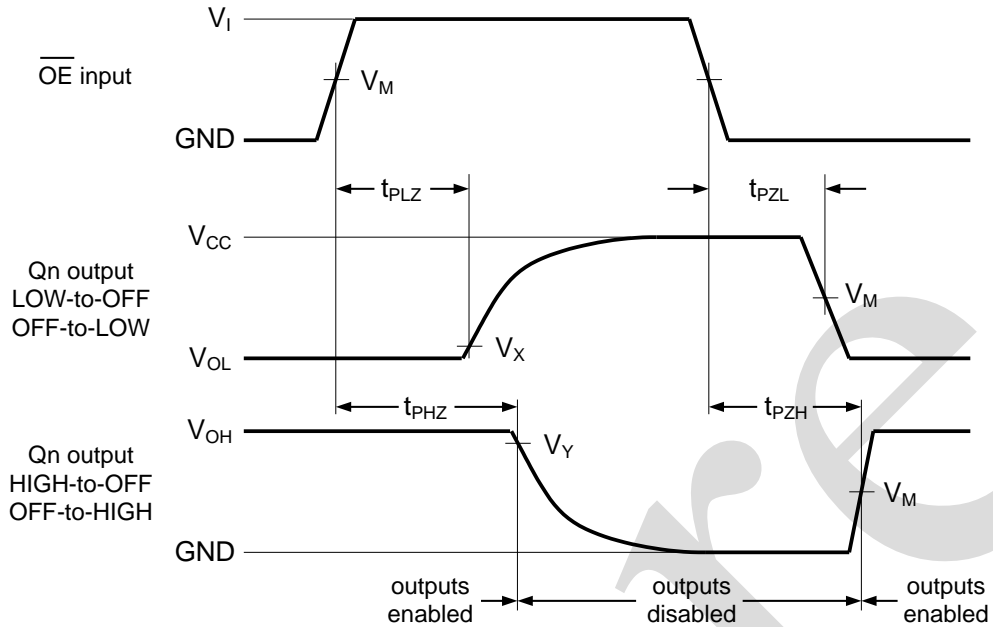 V_I
OE input
V_M
GND
t_PLZ
t_PZL
V_CC
Qn output
LOW-to-OFF
OFF-to-LOW
V_M
V_X
V_OL
t_PHZ
t_PZH
V_OH
Qn output
HIGH-to-OFF
OFF-to-HIGH
V_Y
V_M
GND
outputs
enabled
outputs
disabled
outputs
enabled
re